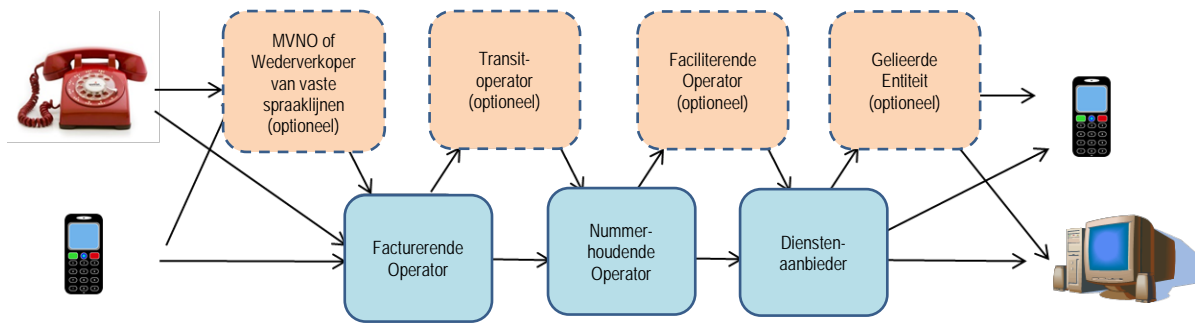 MVNO of
Wederverkoper
van vaste
spraaklijnen
(optioneel)
Transit-
operator
(optioneel)
Faciliterende
Operator
(optioneel)
Gelieerde
Entiteit
(optioneel)
Facturerende
Operator
Nummer-
houdende
Operator
Diensten-
aanbieder